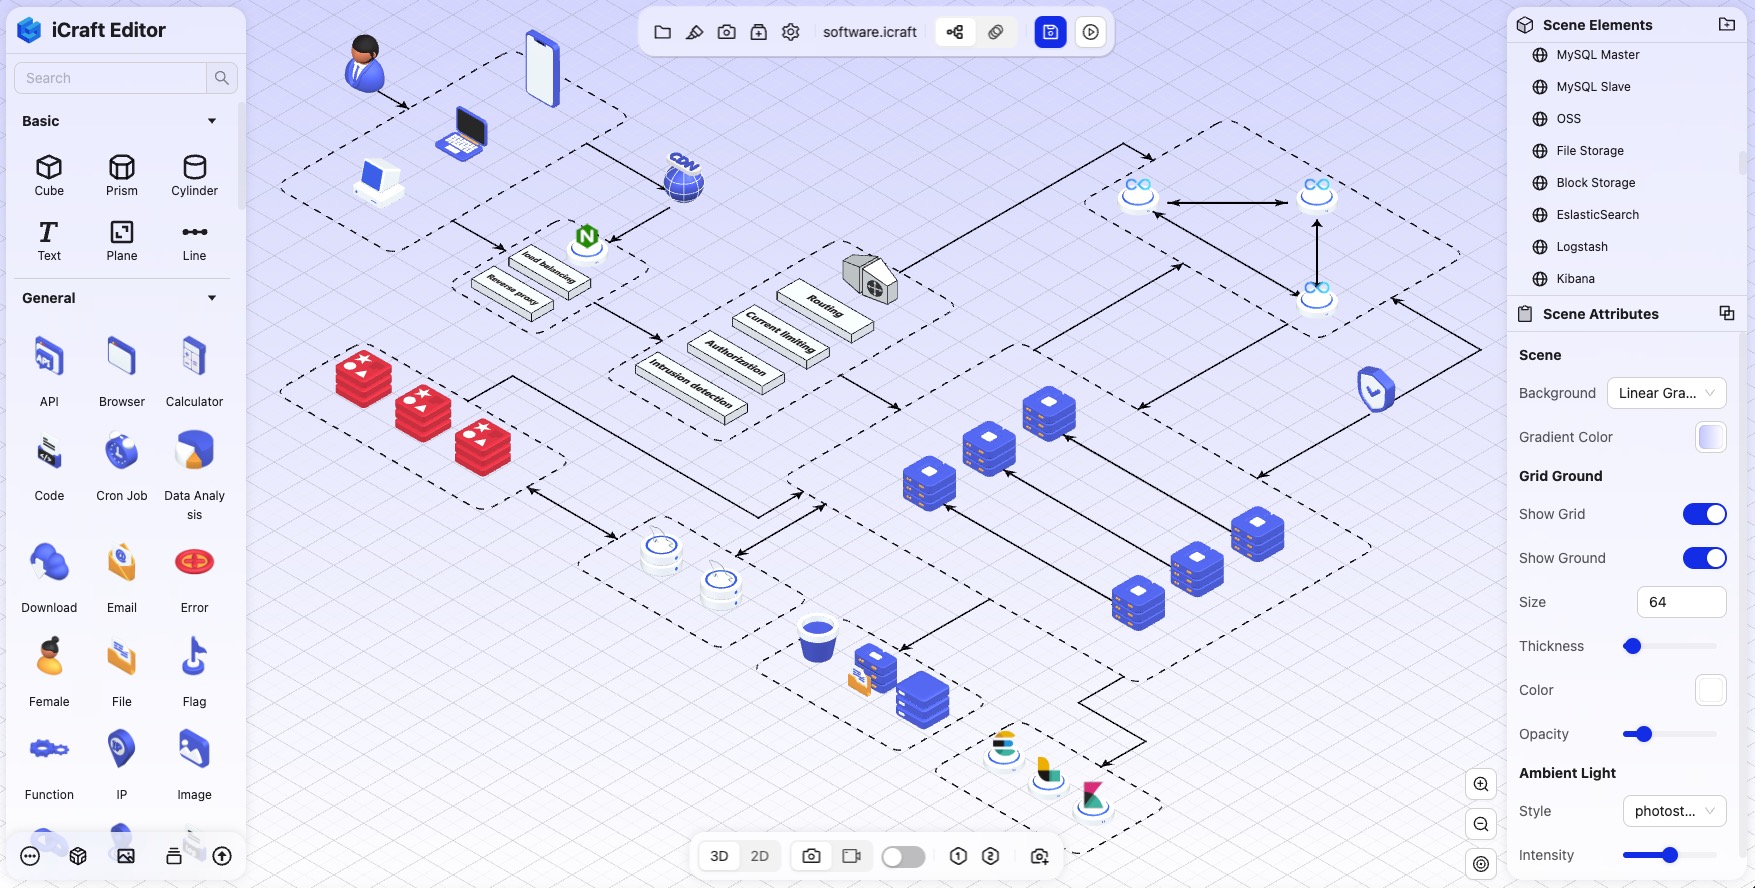 iCraft Editor
Search
Basic
Cube
Prism
Cylinder
Text
Plane
Line
General
API
Browser
Calculator
Code
Cron Job
Data Analy
sis
Download
Email
Error
Female
File
Flag
Function
IP
Image
software.icraft
CDN
N
load balancing
Reverse proxy
Routing
Current limiting
Authorization
Intrusion detection
3D
2D
1
2
Scene Elements
MySQL Master
MySQL Slave
OSS
File Storage
Block Storage
EslasticSearch
Logstash
Kibana
Scene Attributes
Scene
Background
Linear Gra...
Gradient Color
Grid Ground
Show Grid
Show Ground
Size
64
Thickness
Color
Opacity
Ambient Light
Style
photost...
Intensity